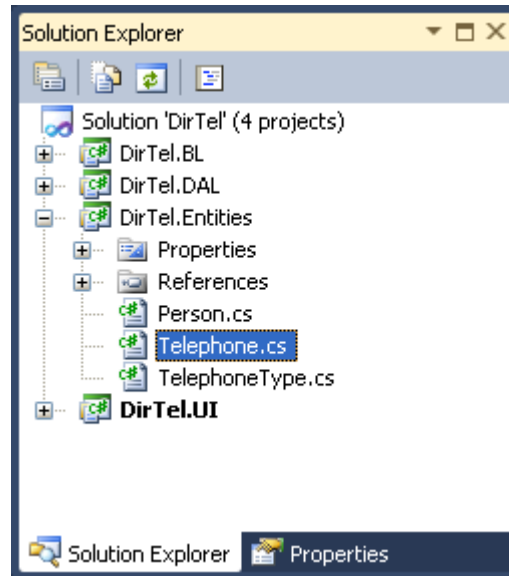 Solution Explorer
Solution 'DirTel' (4 projects)
DirTel.BL
DirTel.DAL
DirTel.Entities
Properties
References
Person.cs
Telephone.cs
TelephoneType.cs
DirTel.UI
Solution Explorer Properties